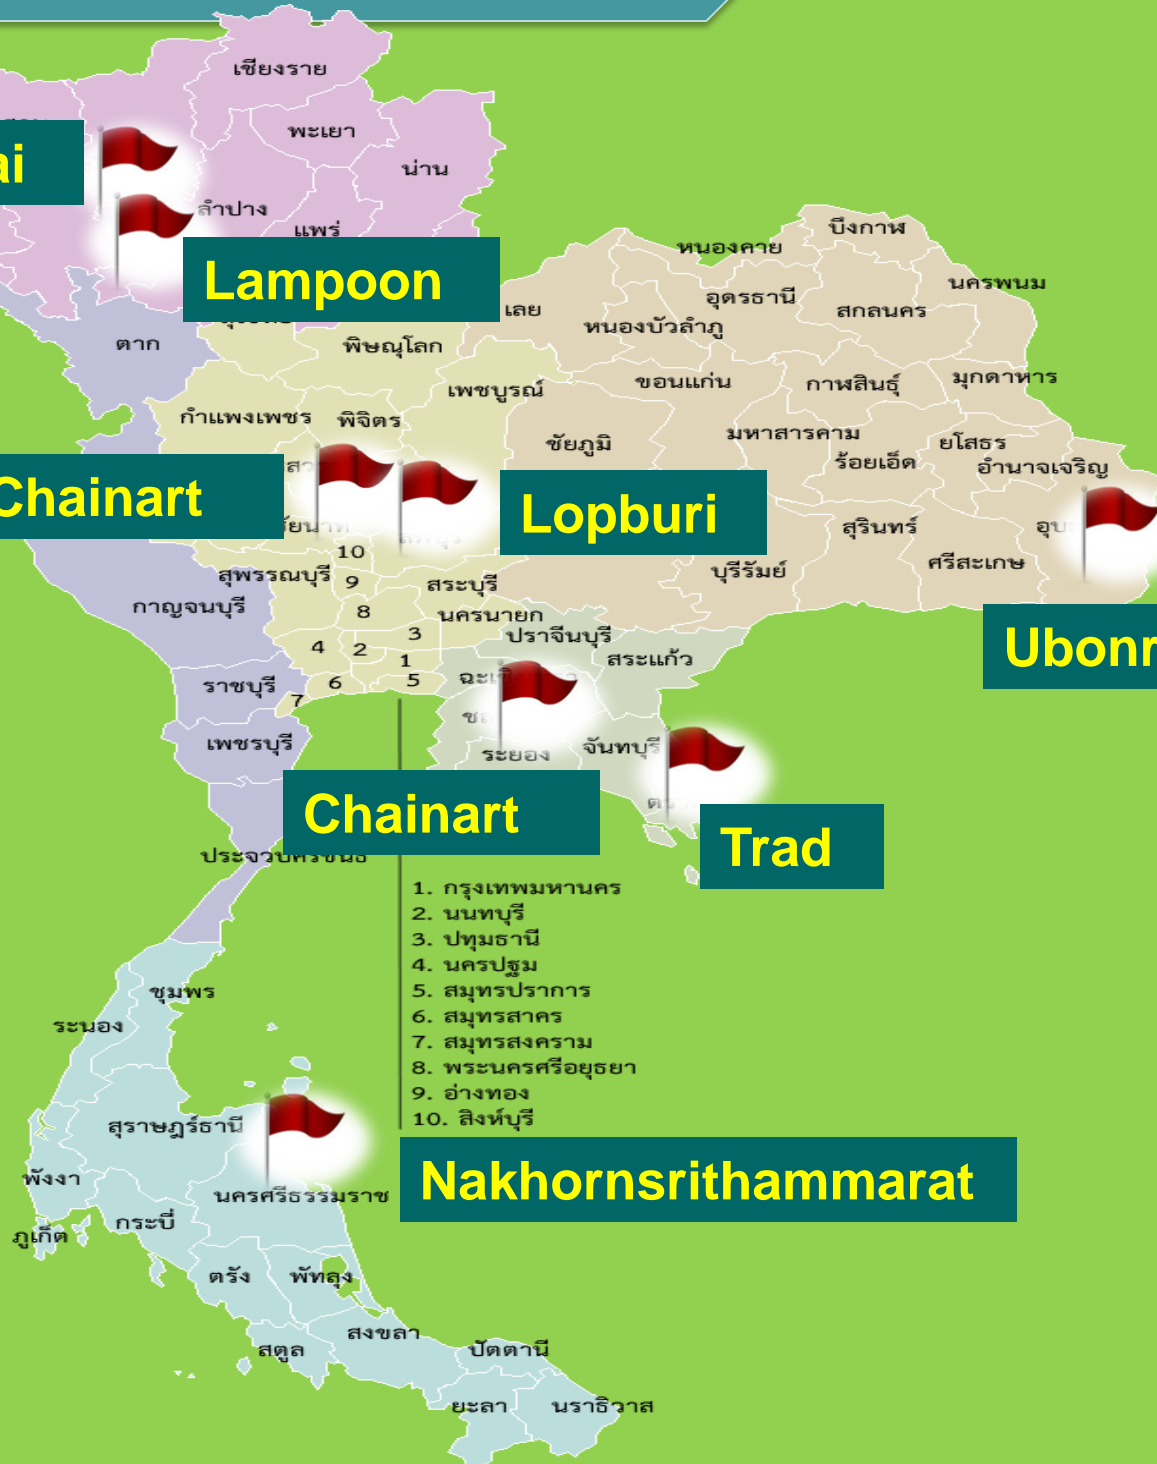 เชียงราย
พะเยา
น่าน
ai
ลำปาง
แพร่
Lampoon
บึงกาฬ
หนองคาย
นครพนม
อุดรธานี
สกลนคร
เลย
หนองบัวลำภู
ตาก
พิษณุโลก
ขอนแก่น
กาฬสินธุ์
มุกดาหาร
เพชบูรณ์
กำแพงเพชร
พิจิตร
มหาสารคาม
ชัยภูมิ
ยโสธร
ร้อยเอ็ด
อำนาจเจริญ
Chainart
Lopburi
สุรินทร์
10
ศรีสะเกษ
บุรีรัมย์
สุพรรณบุรี
9
สระบุรี
กาญจนบุรี
8
นครนายก
3
ปราจีนบุรี
4
2
1
สระแก้ว
Ubonr
ราชบุรี
6
5
7
เพชรบุรี
ระยอง
จันทบุรี
Chainart
Trad
ประจวบคีรีขันธ์
1. กรุงเทพมหานคร
2. นนทบุรี
3. ปทุมธานี
4. นครปฐม
5. สมุทรปราการ
6. สมุทรสาคร
7. สมุทรสงคราม
8. พระนครศรีอยุธยา
9. อ่างทอง
10. สิงห์บุรี
ชุมพร
ระนอง
สุราษฎร์ธานี
พังงา
นครศรีธรรมราช
Nakhornsrithammarat
กระบี่
ภูเก็ต
ตรัง
พัทลุง
สงขลา
สตูล
ปัตตานี
ยะลา
นราธิวาส